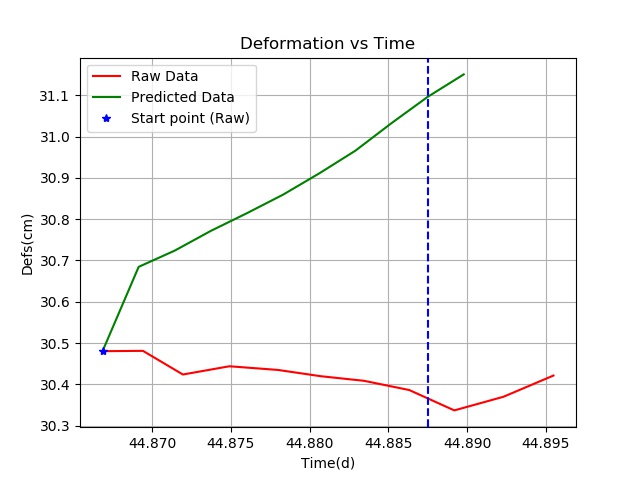 Deformation vs Time
Raw Data
Predicted Data
Start point (Raw)
Defs(cm)
31.1
31.0
30.9
30.8
30.7
30.6
30.5
30.4
30.3
44.870 44.875 44.880 44.885 44.890 44.895
Time(d)